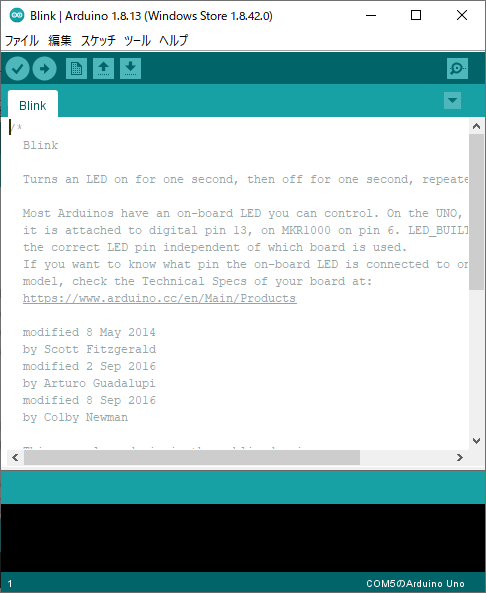 Blink | Arduino 1.8.13 (Windows Store 1.8.42.0)
ファイル 編集 スケッチ ツール ヘルプ
Blink
/*
Blink
Turns an LED on for one second, then off for one second,
Most Arduinos have an on-board LED you can control. On the UNO,
it is attached to digital pin 13, on MKR1000 on pin 6.
the correct LED pin independent of which board is used.
If you want to know what pin the on-board LED is connected to
model, check the Technical Specs of your board at:
https://www.arduino.cc/en/Main/Products
modified 8 May 2014
by Scott Fitzgerald
modified 2 Sep 2016
by Arturo Guadalupi
modified 8 Sep 2016
by Colby Newman
1
COM5のArduino Uno